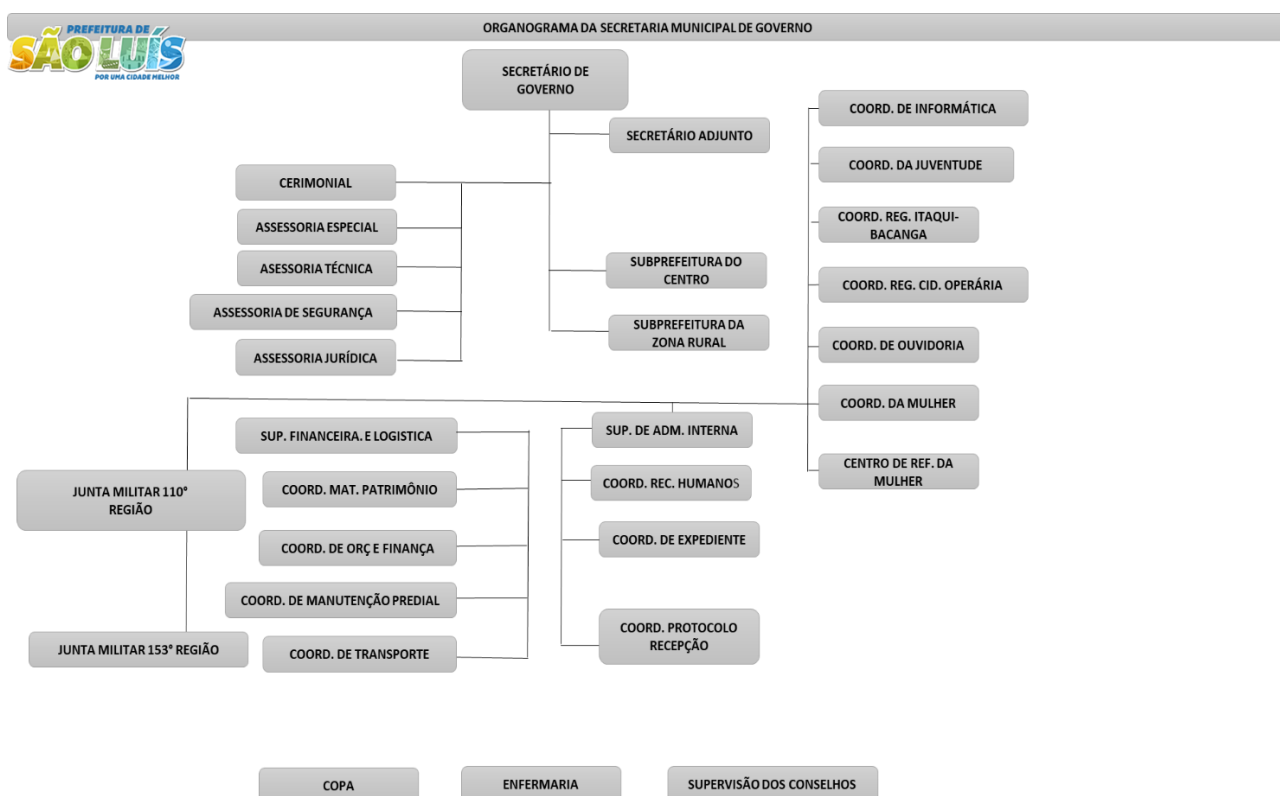 ORGANOGRAMA DA SECRETARIA MUNICIPAL DE GOVERNO
PREFEITURA DE
SÃO LUÍS
POR UMA CIDADE MELHOR
SECRETÁRIO DE
GOVERNO
SECRETÁRIO ADJUNTO
CERIMONIAL
ASSESSORIA ESPECIAL
ASESSORIA TÉCNICA
ASSESSORIA DE SEGURANÇA
ASSESSORIA JURÍDICA
SUBPREFEITURA DO
CENTRO
SUBPREFEITURA DA
ZONA RURAL
COORD. DE INFORMÁTICA
COORD. DA JUVENTUDE
COORD. REG. ITAQUI-
BACANGA
COORD. REG. CID. OPERÁRIA
COORD. DE OUVIDORIA
COORD. DA MULHER
CENTRO DE REF. DA
MULHER
SUP. FINANCEIRA. E LOGISTICA
COORD. MAT. PATRIMÔNIO
COORD. DE ORÇ E FINANÇA
COORD. DE MANUTENÇÃO PREDIAL
COORD. DE TRANSPORTE
SUP. DE ADM. INTERNA
COORD. REC. HUMANOS
COORD. DE EXPEDIENTE
COORD. PROTOCOLO
RECEPÇÃO
JUNTA MILITAR 110°
REGIÃO
JUNTA MILITAR 153° REGIÃO
COPA
ENFERMARIA
SUPERVISÃO DOS CONSELHOS